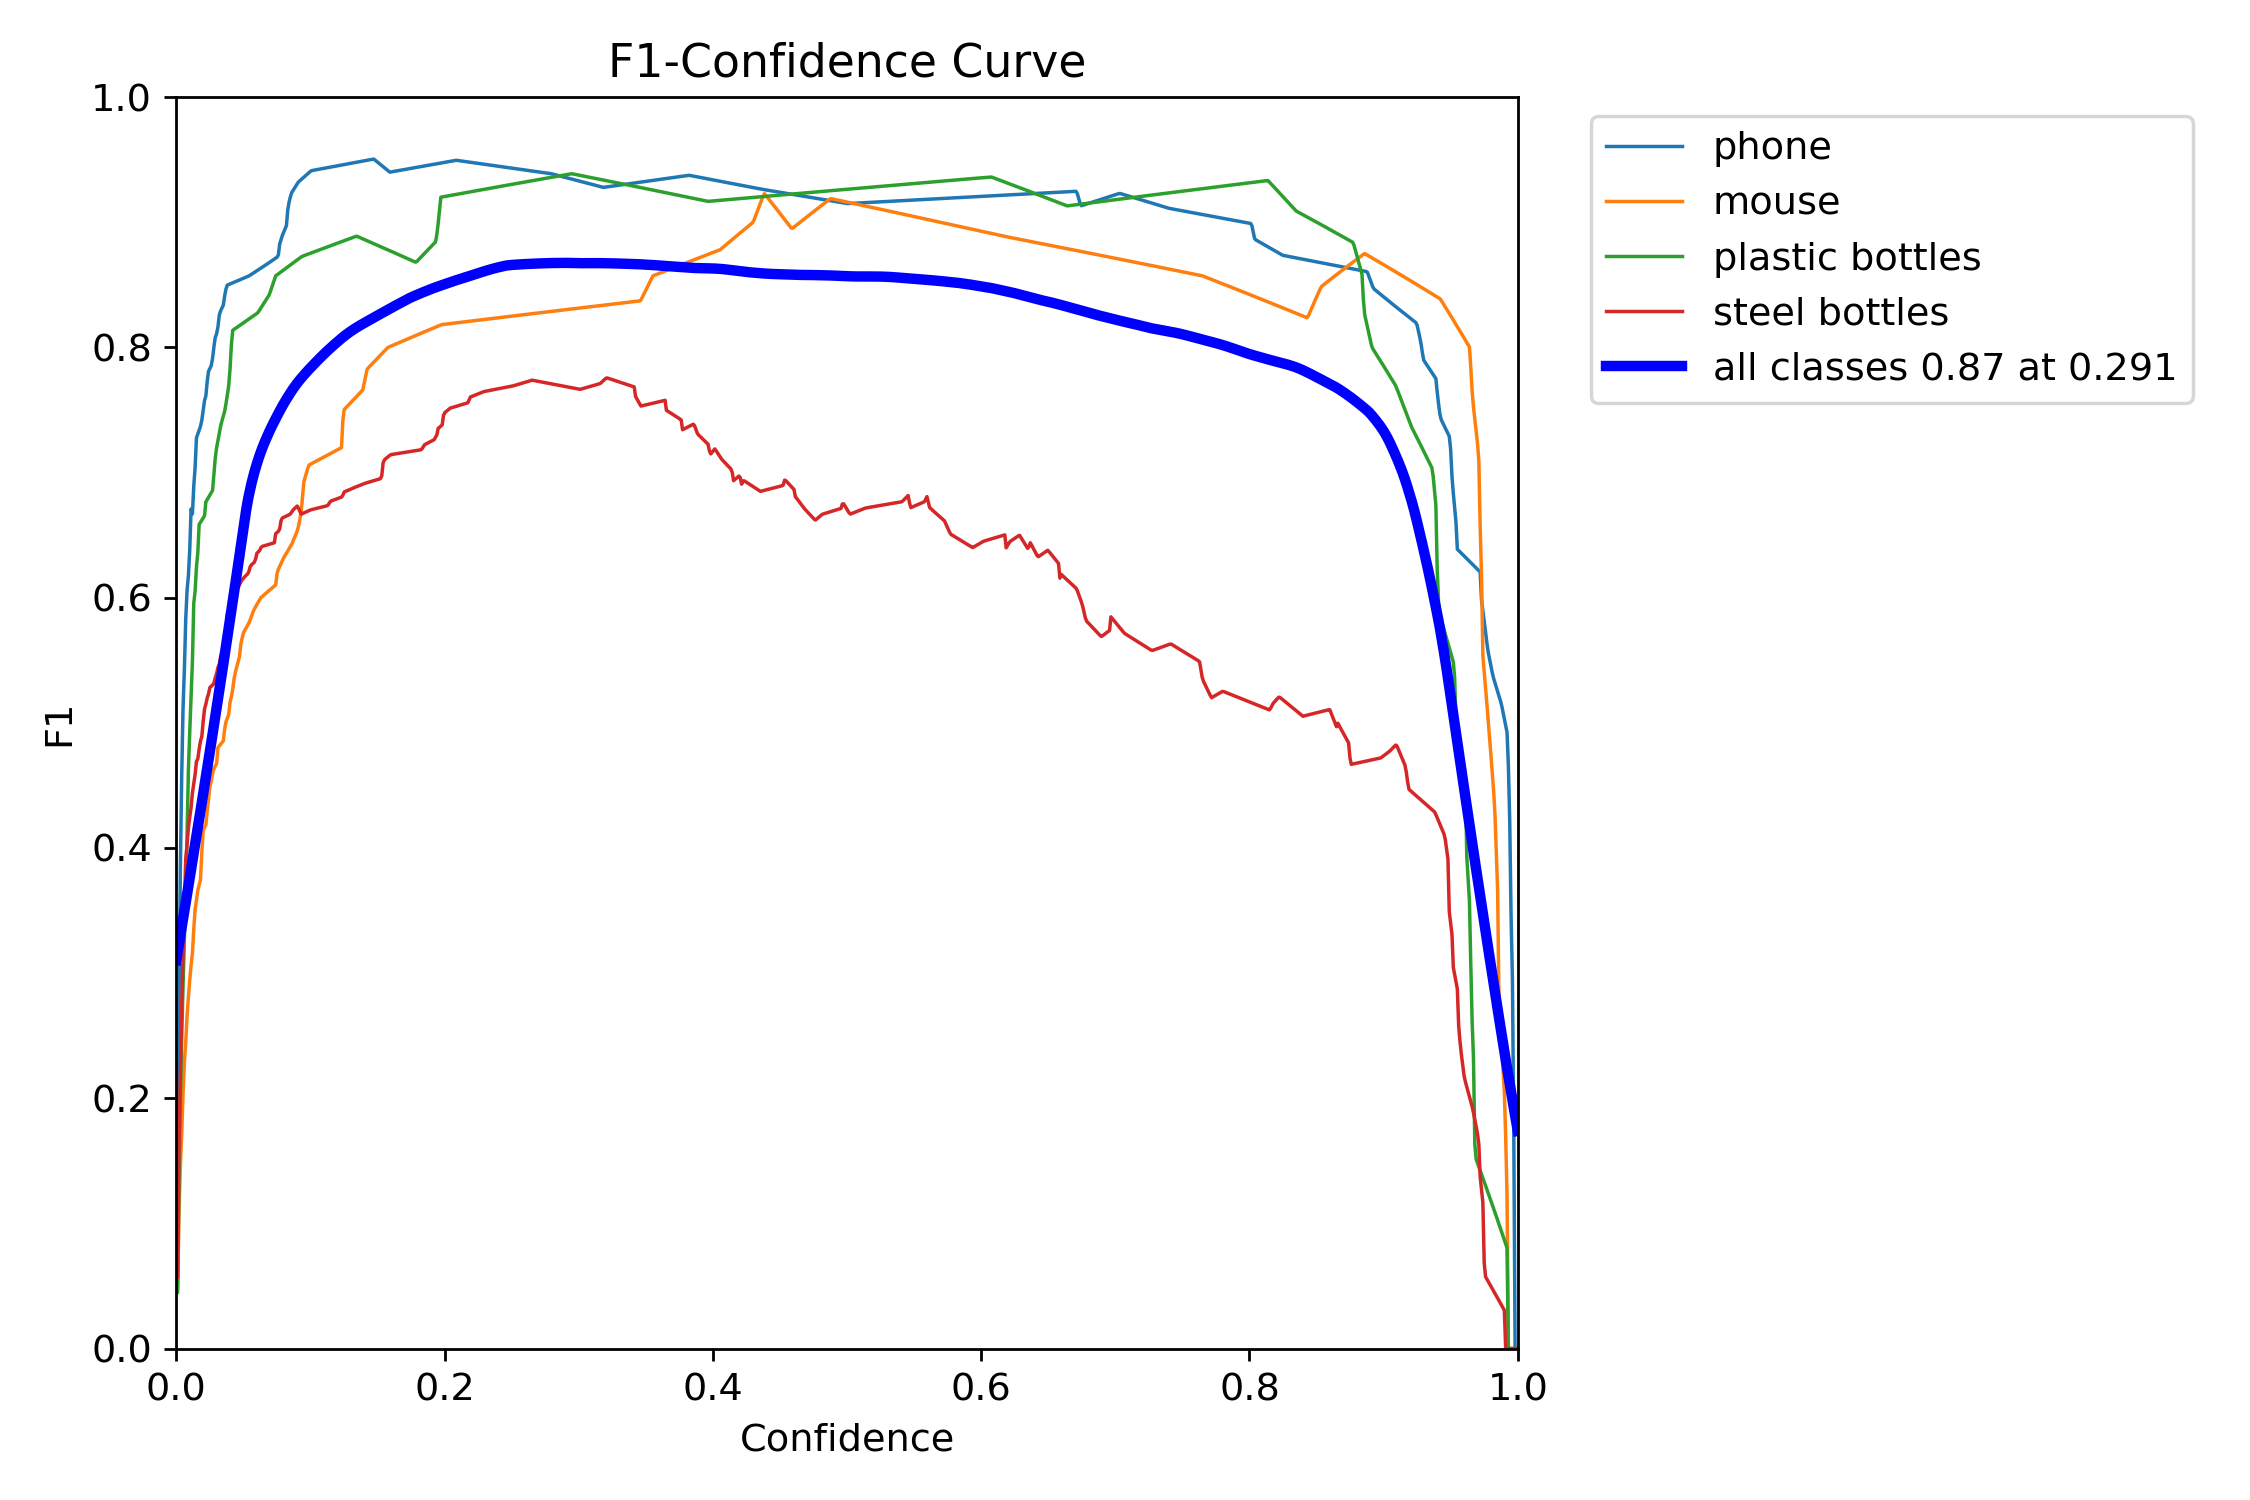 F1-Confidence Curve
1.0
0.8
0.6
0.4
0.2
0.0
F1
0.0 0.2 0.4 0.6 0.8 1.0
Confidence
phone
mouse
plastic bottles
steel bottles
all classes 0.87 at 0.291